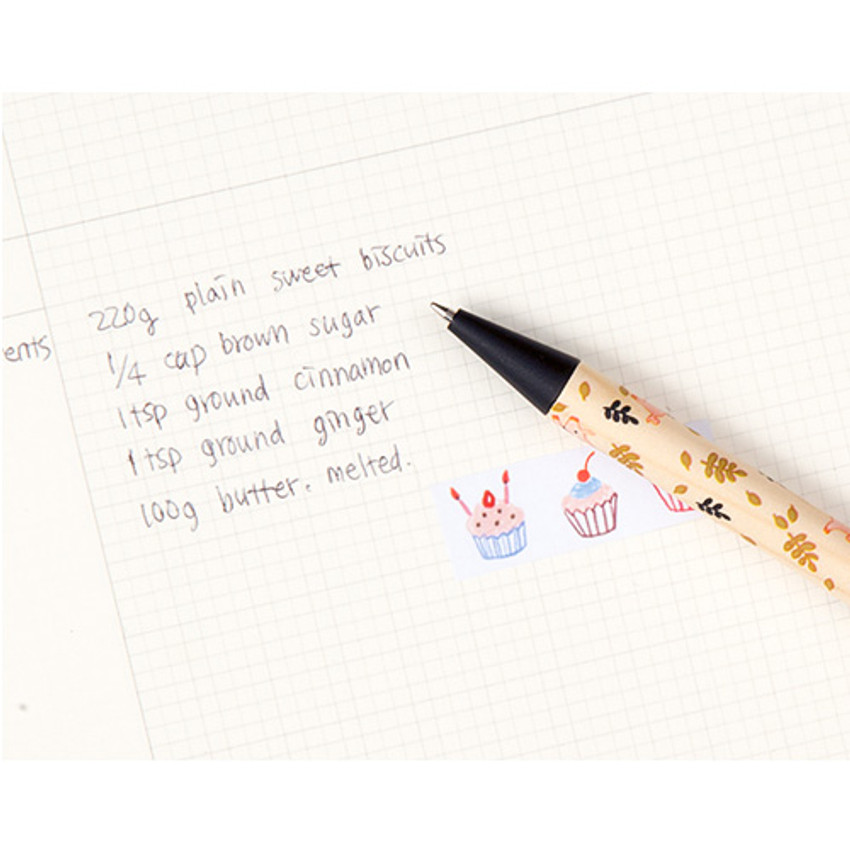 220g plain sweet biscuits
1/4 cup brown sugar
ents
1tsp ground cinnamon
1tsp ground ginger
100g butter. melted.